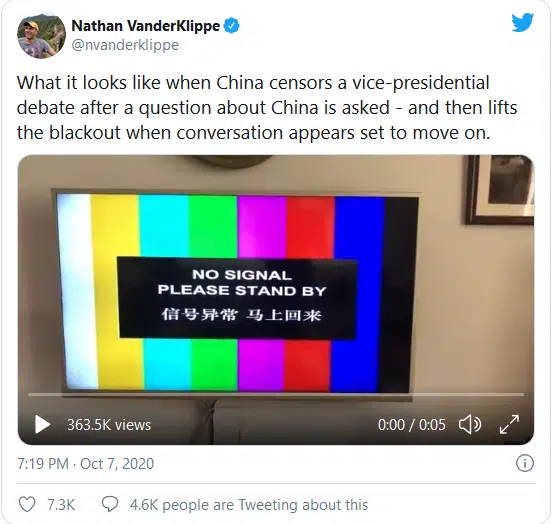 Nathan VanderKlippe
@nvanderklippe
What it looks like when China censors a vice-presidential
debate after a question about China is asked - and then lifts
the blackout when conversation appears set to move on.
NO SIGNAL
PLEASE STAND BY
信号异常 马上回来
363.5K views
0:00 / 0:05
7:19 PM · Oct 7, 2020
7.3K
4.6K people are Tweeting about this